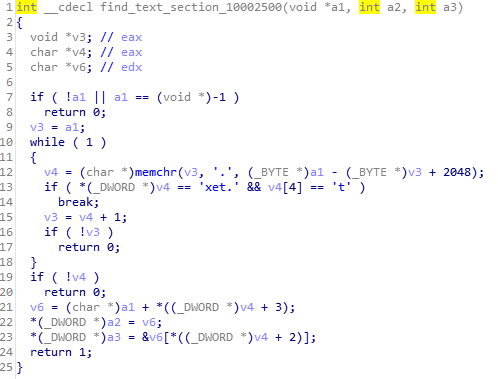 1 int __cdecl find_text_section_10002500(void *a1, int a2, int a3)
2 {
3 void *v3; // eax
4 char *v4; // eax
5 char *v6; // edx
6
7 if ( !a1 || a1 == (void *)-1 )
8 return 0;
9 v3 = a1;
10 while ( 1 )
11 {
12 v4 = (char *)memchr(v3, '.', (_BYTE *)a1 - (_BYTE *)v3 + 2048);
13 if ( *(_DWORD *)v4 == 'xet.' && v4[4] == 't' )
14 break;
15 v3 = v4 + 1;
16 if ( !v3 )
17 return 0;
18 }
19 if ( !v4 )
20 return 0;
21 v6 = (char *)a1 + *((_DWORD *)v4 + 3);
22 *(_DWORD *)a2 = v6;
23 *(_DWORD *)a3 = &v6[*((_DWORD *)v4 + 2)];
24 return 1;
25 }